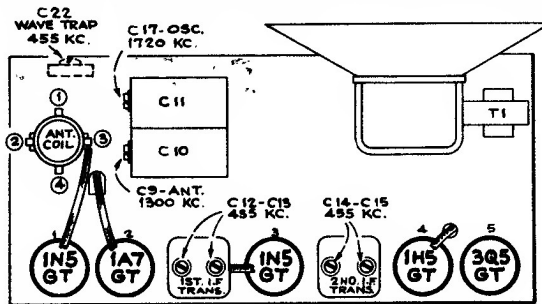 C22
WAVE TRAP
455 KC.
C17-OSC.
1720 KC.
C11
C10
T1
1
2
3
4
ANT.
COIL
C9-ANT.
1300 KC.
C12-C13
455 KC.
C14-C15
455 KC.
1
1N5
GT
2
1A7
GT
1ST. I.F
TRANS.
3
1N5
GT
2ND. I.F
TRANS.
4
1H5
GT
5
3Q5
GT